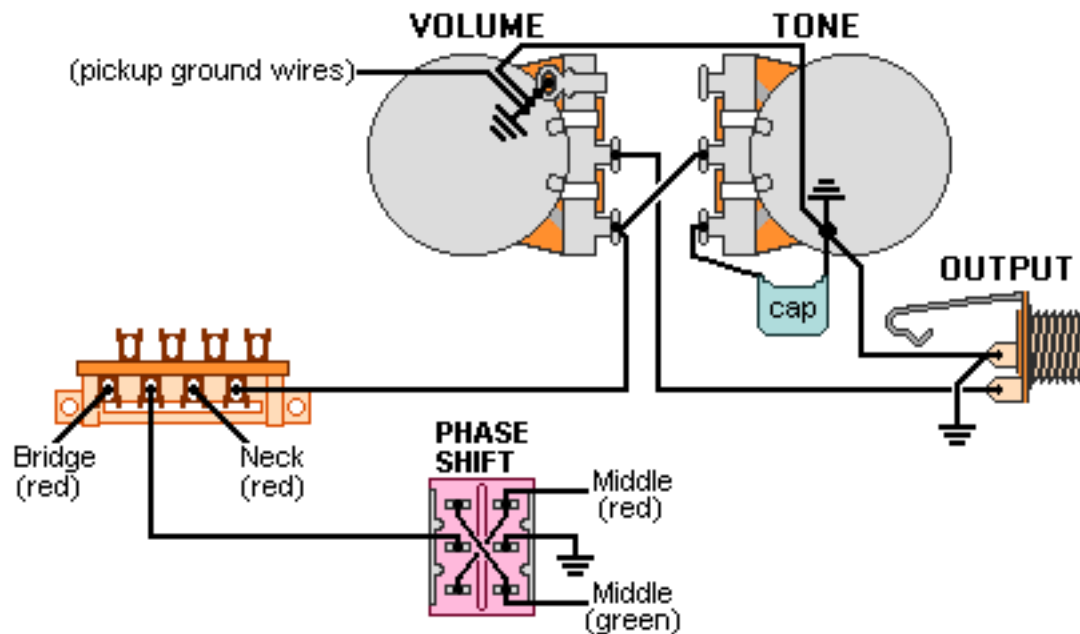 VOLUME
TONE
(pickup ground wires)
OUTPUT
cap
Bridge
(red)
Neck
(red)
PHASE
SHIFT
Middle
(red)
Middle
(green)